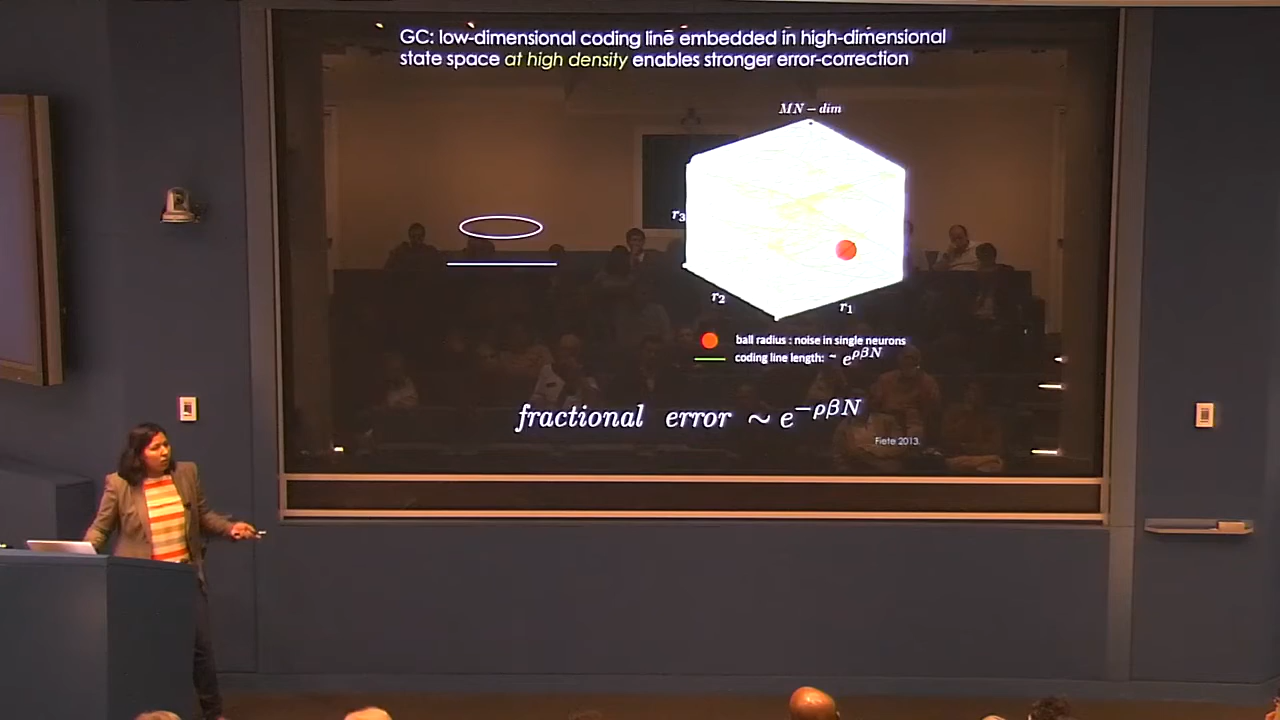 GC: low-dimensional coding line embedded in high-dimensional
state space at high density enables stronger error-correction
MN − dim
r₃
r₂
r₁
ball radius : noise in single neurons
coding line length: ~ e^{ρβN}
fractional error ∼ e^{−ρβN}
Fiete 2013